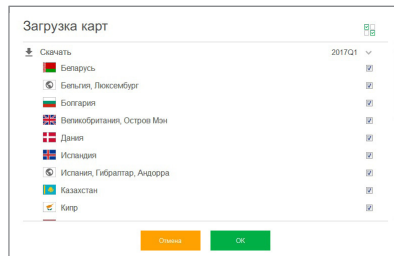 Загрузка карт
Скачать 2017Q1
Беларусь
Бельгия, Люксембург
Болгария
Великобритания, Остров Мэн
Дания
Исландия
Испания, Гибралтар, Андорра
Казахстан
Кипр
Отмена OK